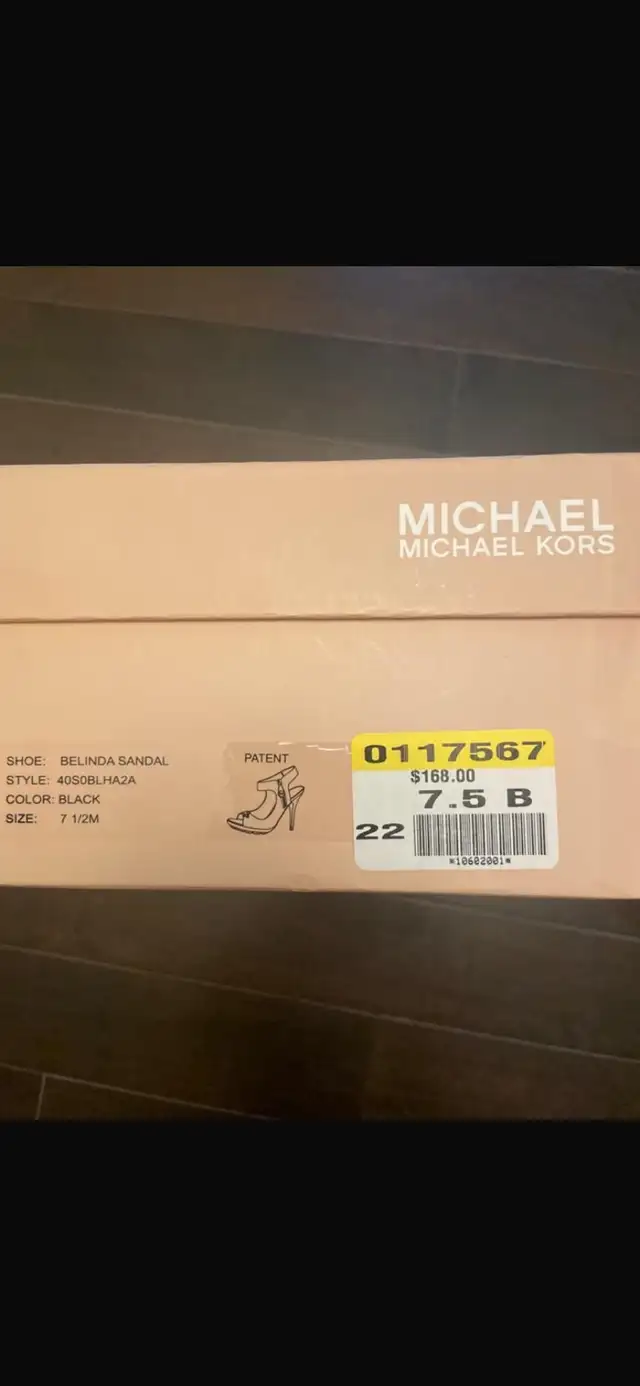 MICHAEL
MICHAEL KORS
SHOE: BELINDA SANDAL
STYLE: 40S0BLHA2A
COLOR: BLACK
SIZE: 7 1/2M
PATENT
0117567
$168.00
7.5 B
22
*10602001*